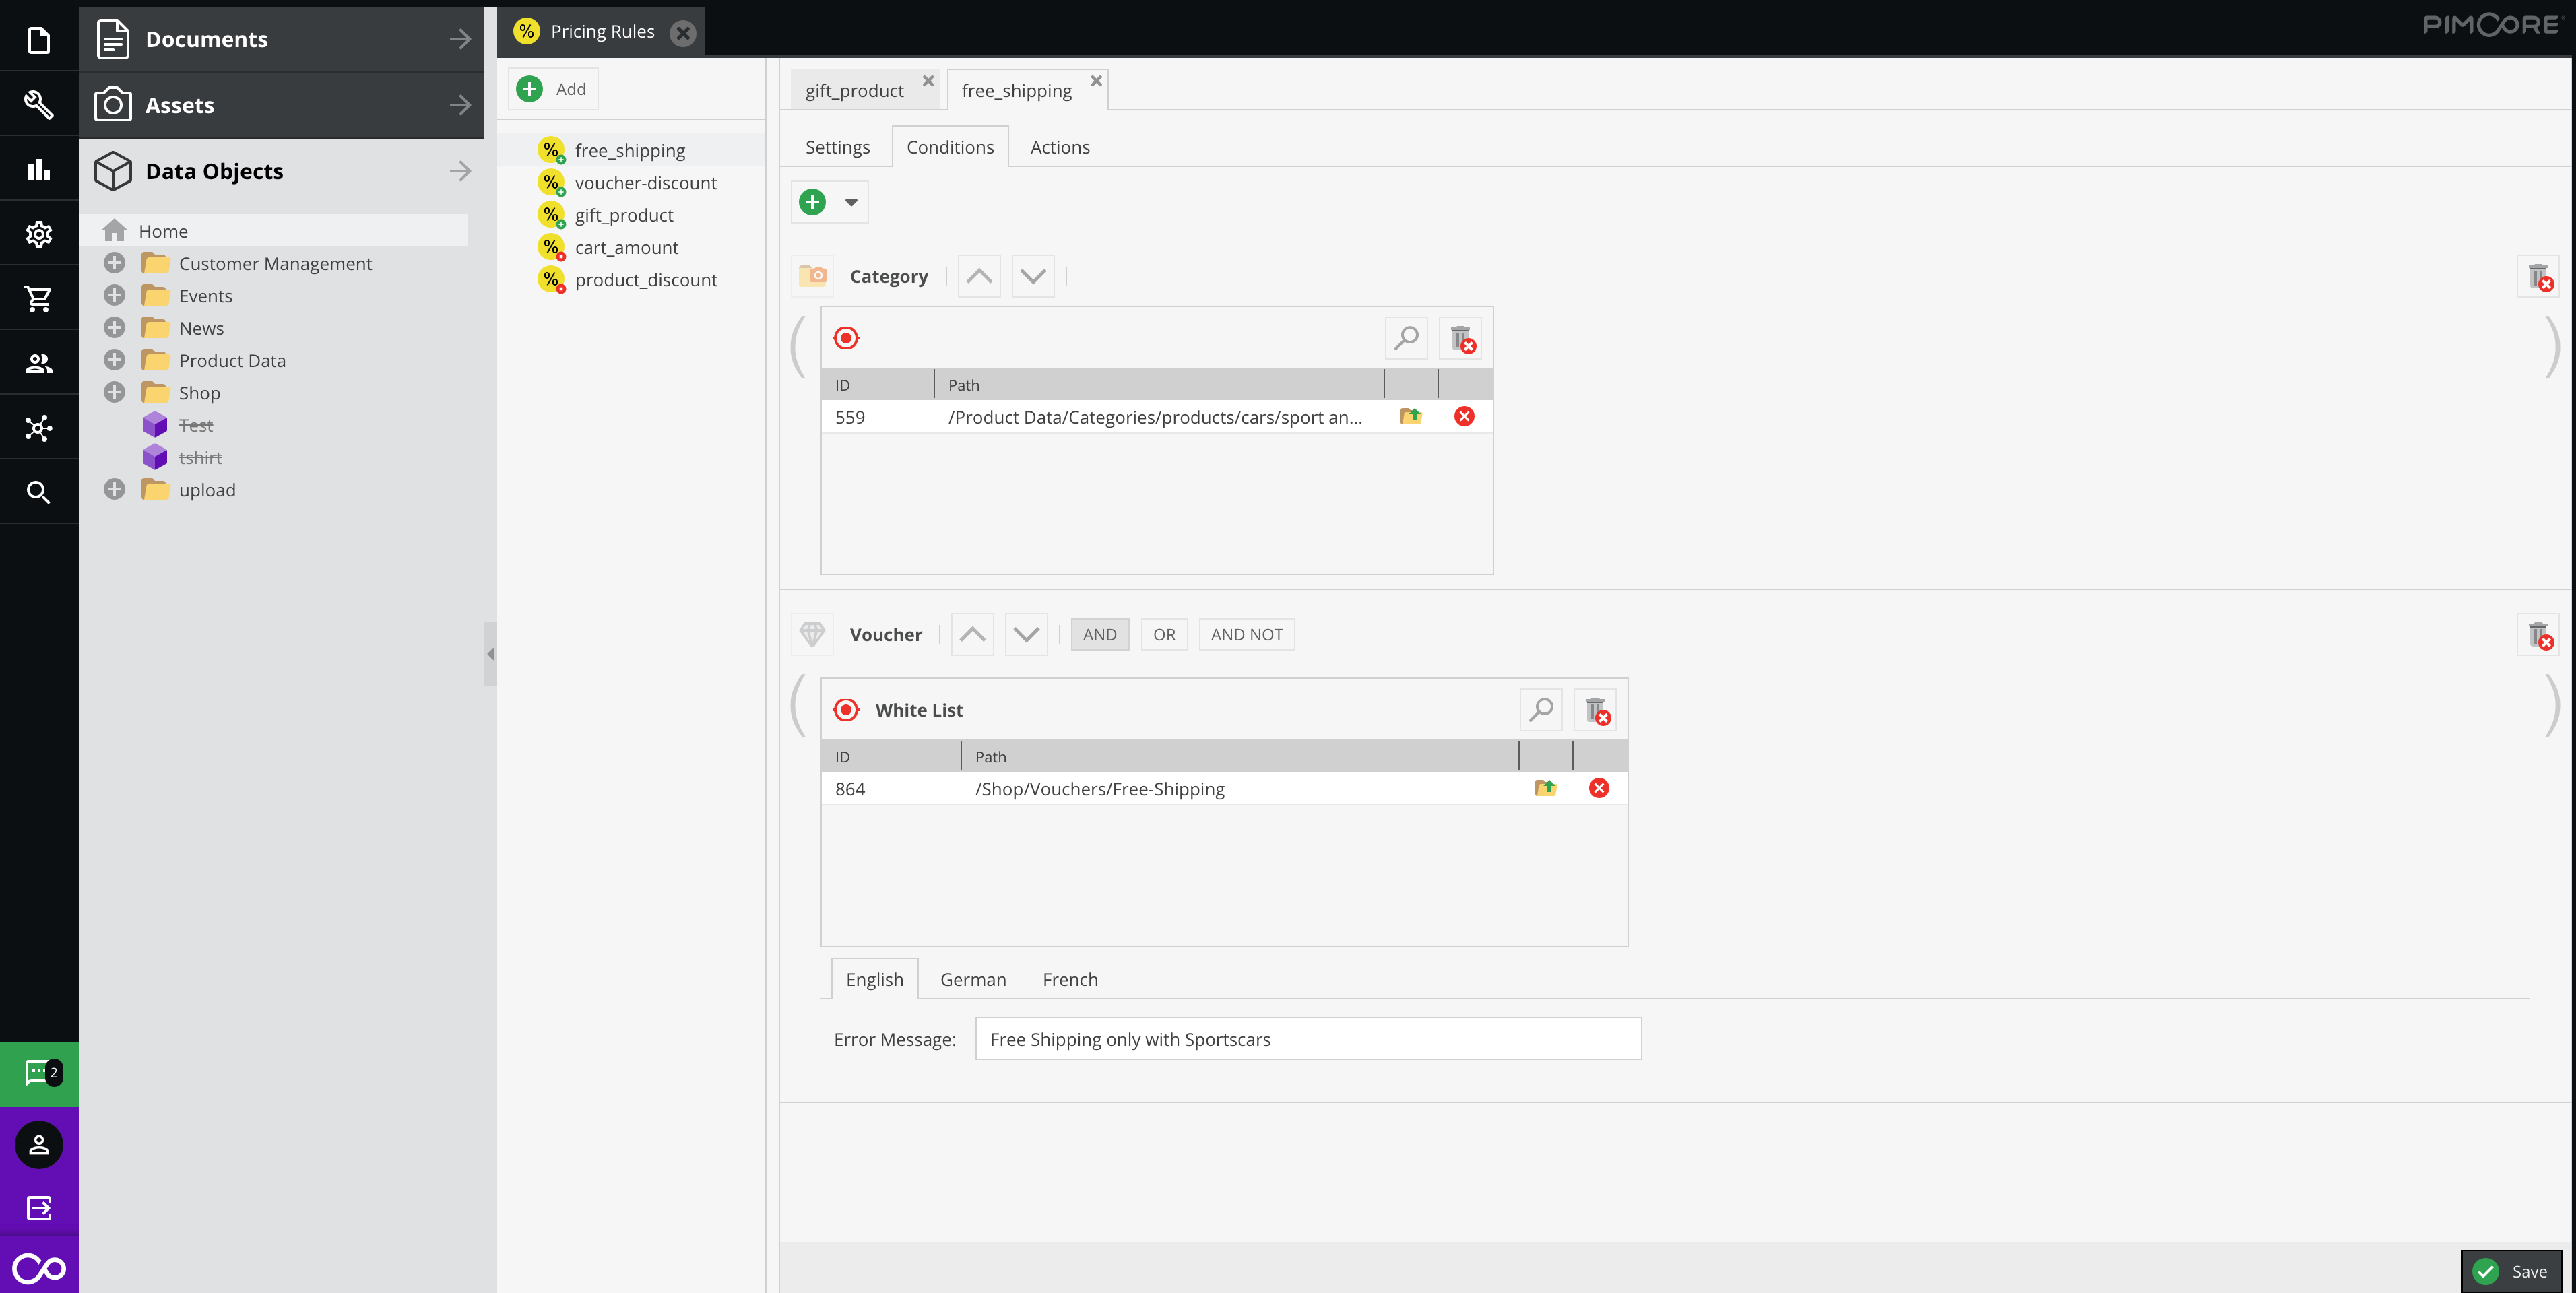 Documents
Assets
Data Objects
Home
Customer Management
Events
News
Product Data
Shop
Test
tshirt
upload
2
% Pricing Rules
PIMCORE
Add
% free_shipping
% voucher-discount
% gift_product
% cart_amount
% product_discount
gift_product
free_shipping
Settings Conditions Actions
Category
ID Path
559 /Product Data/Categories/products/cars/sport an...
Voucher AND OR AND NOT
White List
ID Path
864 /Shop/Vouchers/Free-Shipping
English German French
Error Message: Free Shipping only with Sportscars
Save